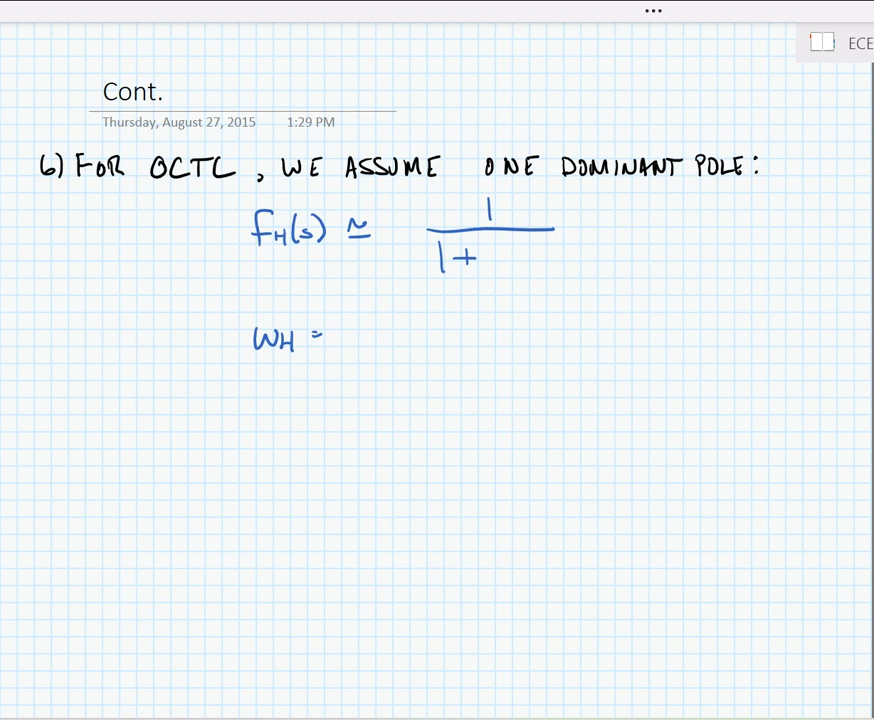 ...
ECE
Cont.
Thursday, August 27, 2015 1:29 PM
6) FOR OCTC, WE ASSUME ONE DOMINANT POLE:
FH(s) ≃ 1
1 +
WH =